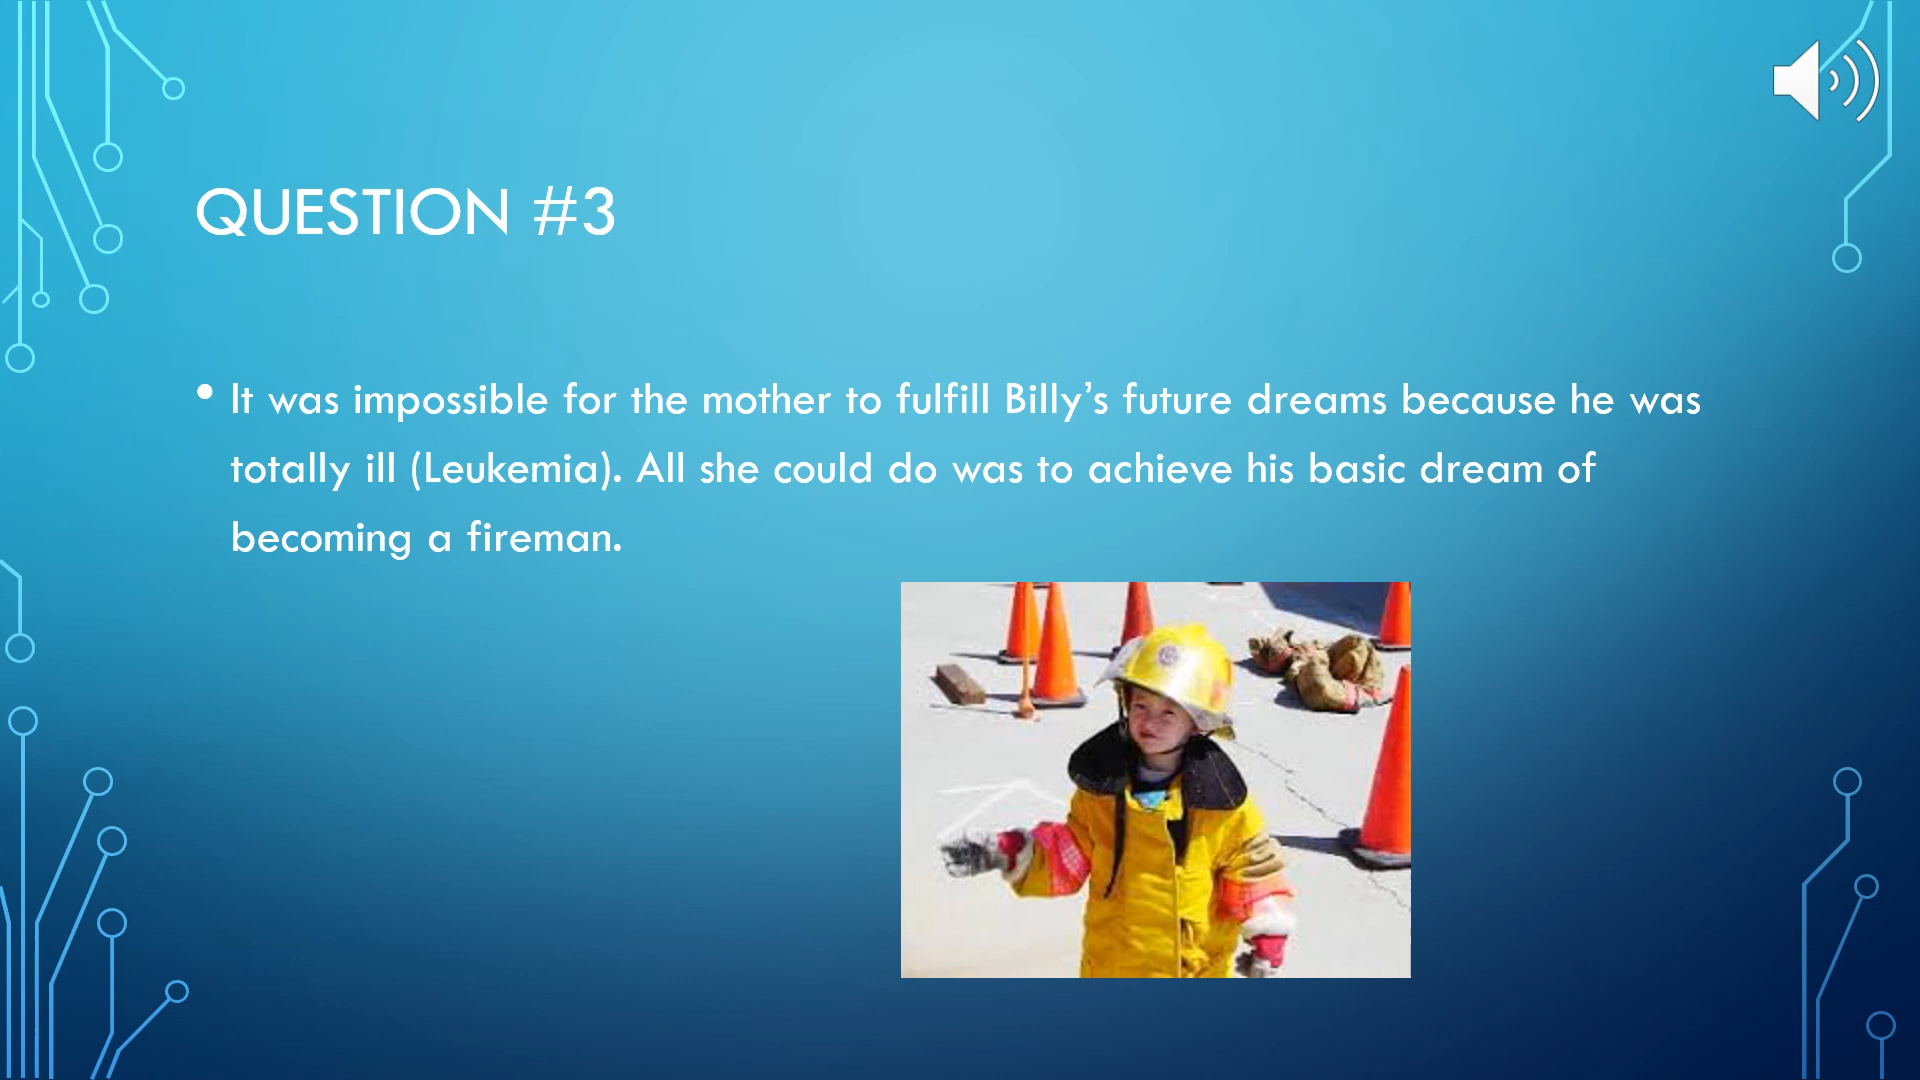 QUESTION #3
• It was impossible for the mother to fulfill Billy’s future dreams because he was
totally ill (Leukemia). All she could do was to achieve his basic dream of
becoming a fireman.